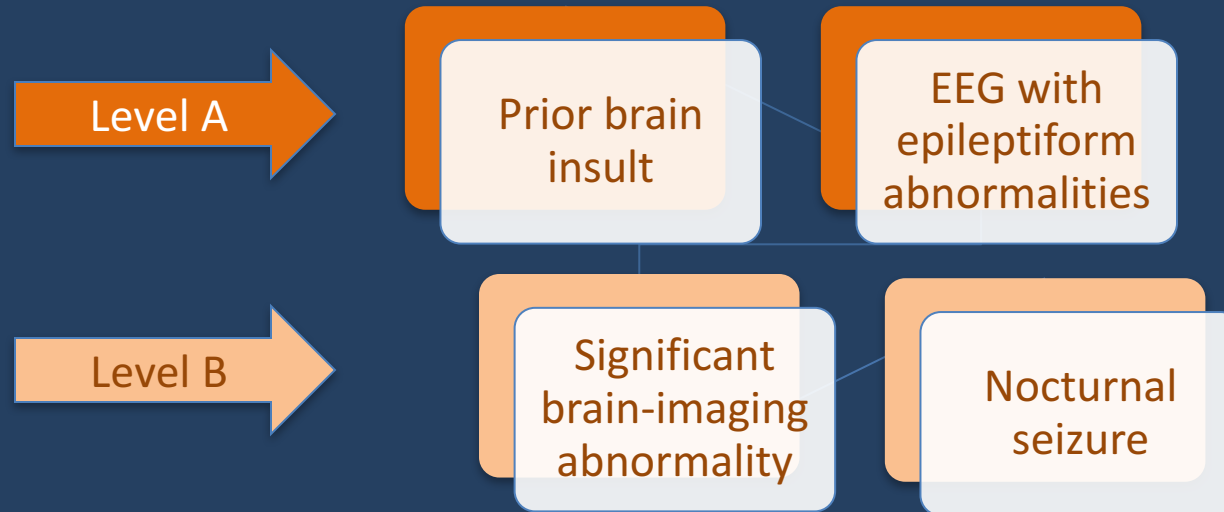 Level A
Prior brain
insult
EEG with
epileptiform
abnormalities
Level B
Significant
brain-imaging
abnormality
Nocturnal
seizure